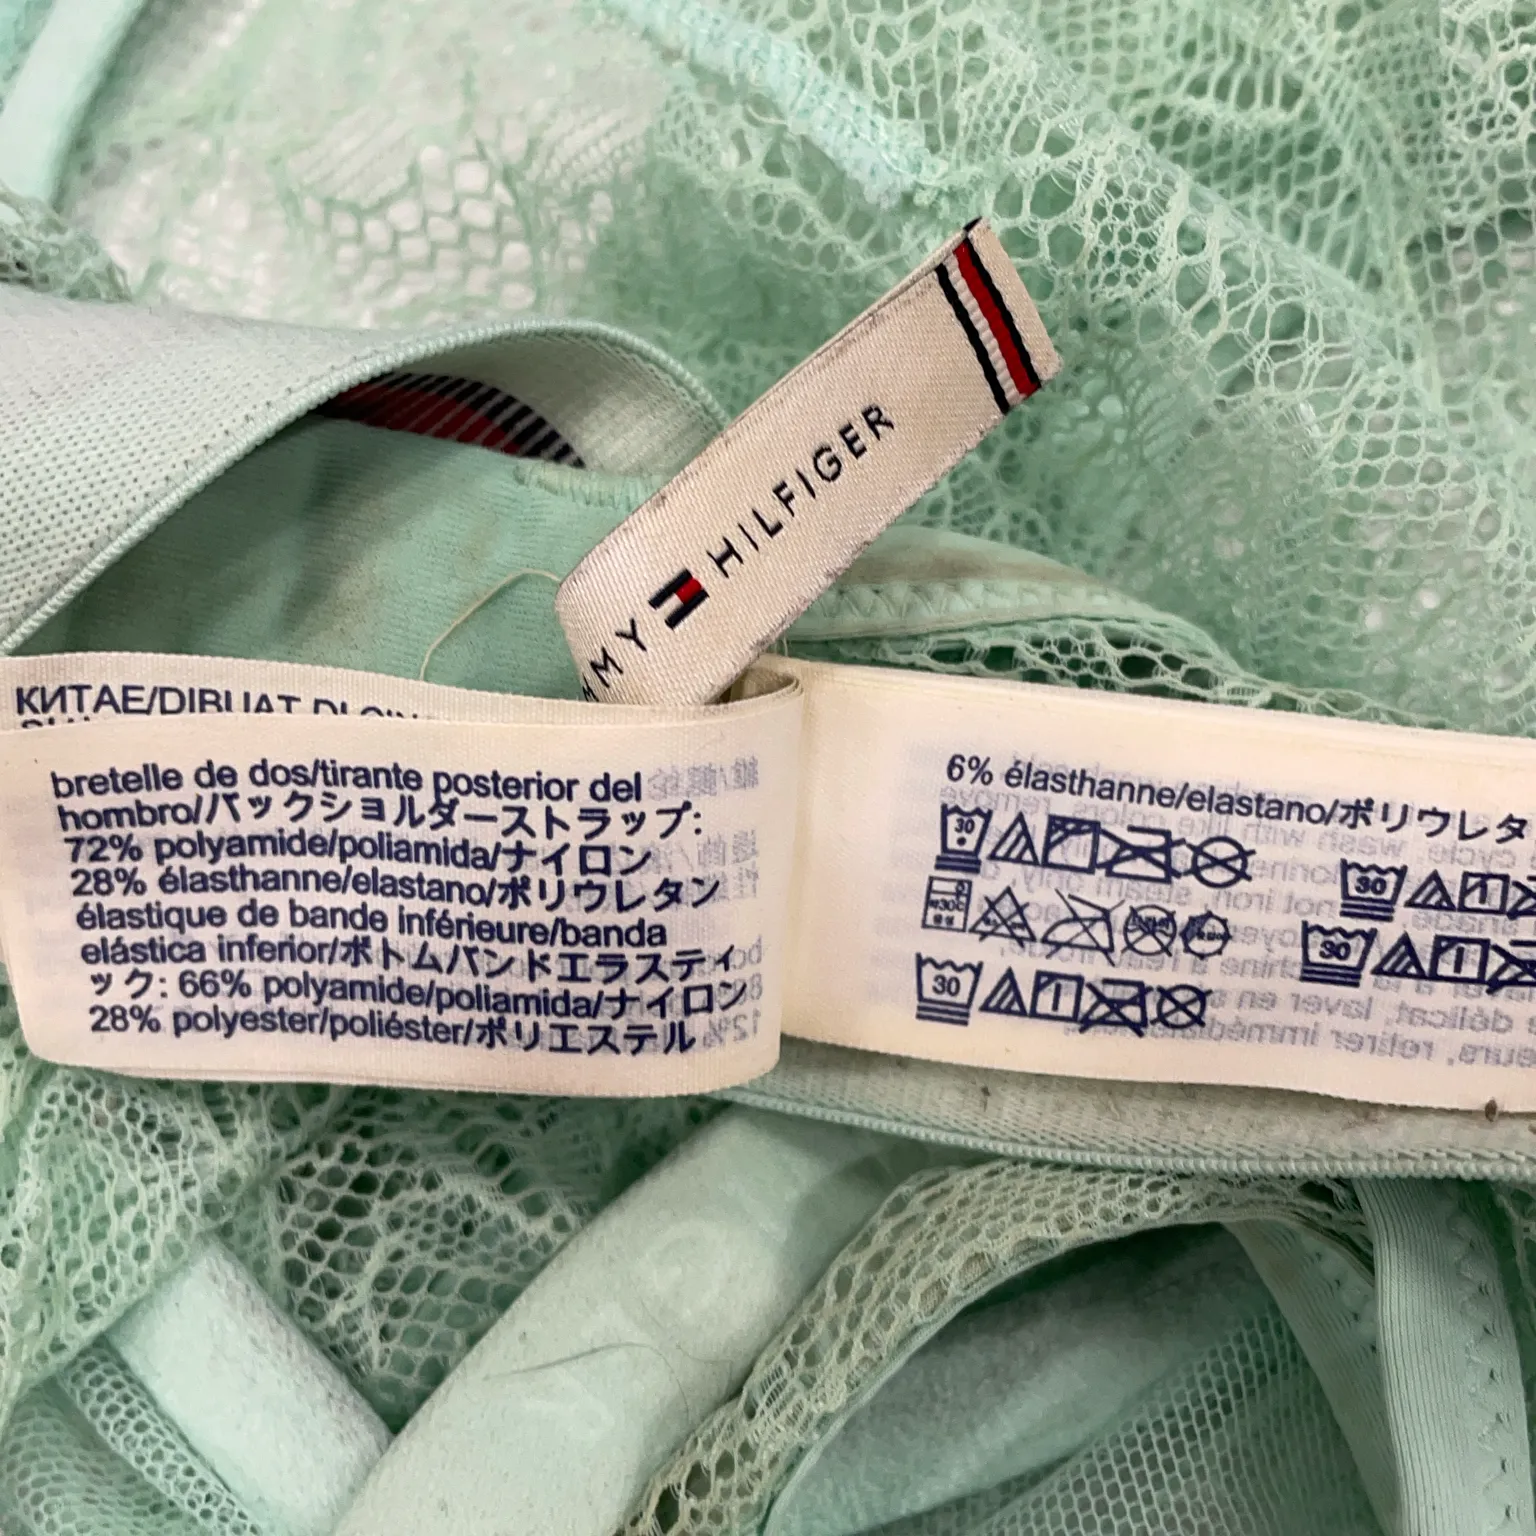 HILFIGER
КИТАЕ/DIBUAT DI
bretelle de dos/tirante posterior del
hombro/バックショルダーストラップ:
72% polyamide/poliamida/ナイロン
28% élasthanne/elastano/ポリウレタン
élastique de bande inférieure/banda
elástica inferior/ボトムバンドエラスティ
ック: 66% polyamide/poliamida/ナイロン
28% polyester/poliéster/ポリエステル
6% élasthanne/elastano/ポリウレタ
30
30
30
30